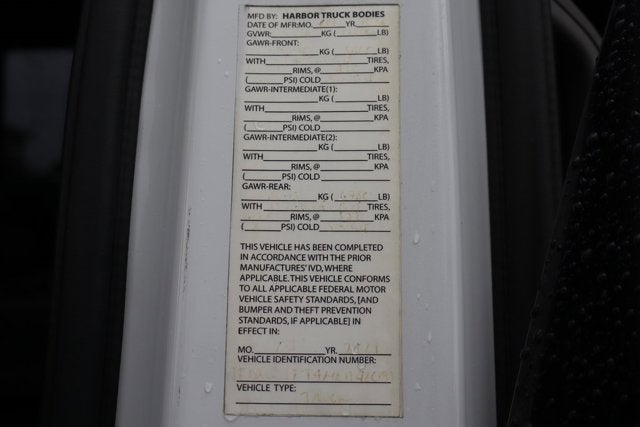 MFD BY: HARBOR TRUCK BODIES
DATE OF MFR:MO. YR.
GVWR: KG ( LB)
GAWR-FRONT:
KG ( LB)
WITH TIRES,
RIMS, @ KPA
( PSI) COLD
GAWR-INTERMEDIATE(1):
KG ( LB)
WITH TIRES,
RIMS, @ KPA
( PSI) COLD
GAWR-INTERMEDIATE(2):
KG ( LB)
WITH TIRES,
RIMS, @ KPA
( PSI) COLD
GAWR-REAR:
KG ( LB)
WITH TIRES,
RIMS, @ KPA
( PSI) COLD
THIS VEHICLE HAS BEEN COMPLETED
IN ACCORDANCE WITH THE PRIOR
MANUFACTURES' IVD, WHERE
APPLICABLE. THIS VEHICLE CONFORMS
TO ALL APPLICABLE FEDERAL MOTOR
VEHICLE SAFETY STANDARDS, [AND
BUMPER AND THEFT PREVENTION
STANDARDS, IF APPLICABLE] IN
EFFECT IN:
MO. YR.
VEHICLE IDENTIFICATION NUMBER:
VEHICLE TYPE: